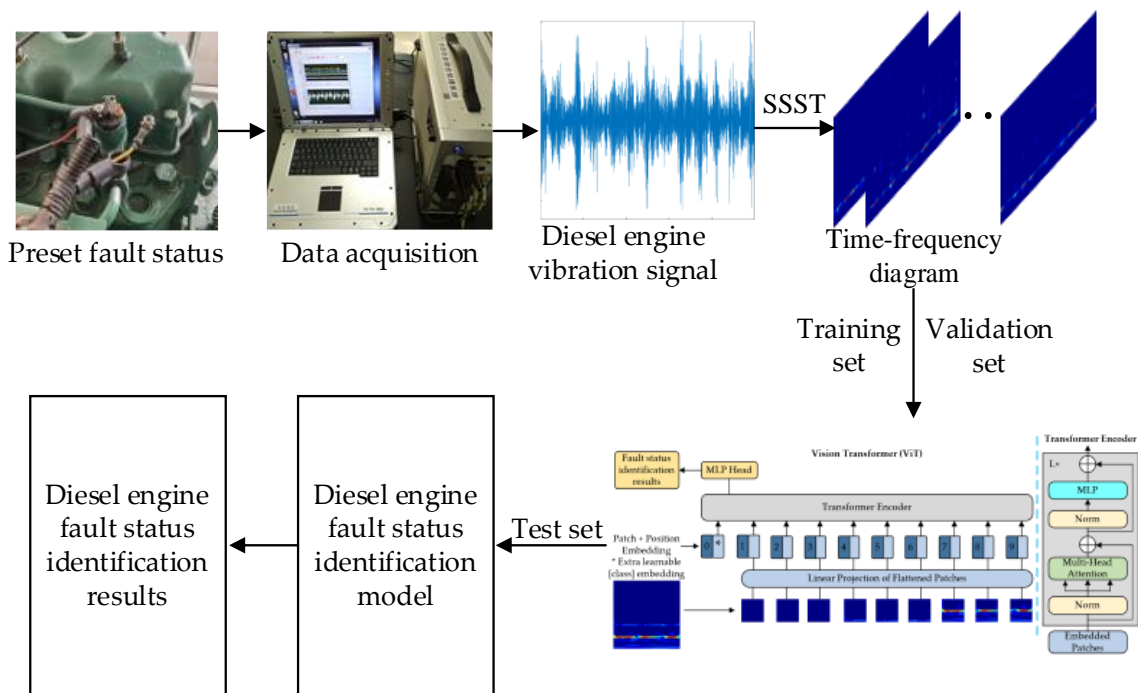 SSST
Preset fault status
Data acquisition
Diesel engine
vibration signal
Time-frequency
diagram
Training
set
Validation
set
Diesel engine
fault status
identification
results
Diesel engine
fault status
identification
model
Test set
Vision Transformer (ViT)
Fault status
identification
results
MLP Head
Transformer Encoder
Patch + Position
Embedding
* Extra learnable
[class] embedding
0 * 1 2 3 4 5 6 7 8 9
Linear Projection of Flattened Patches
Transformer Encoder
L×
MLP
Norm
Multi-Head
Attention
Norm
Embedded
Patches